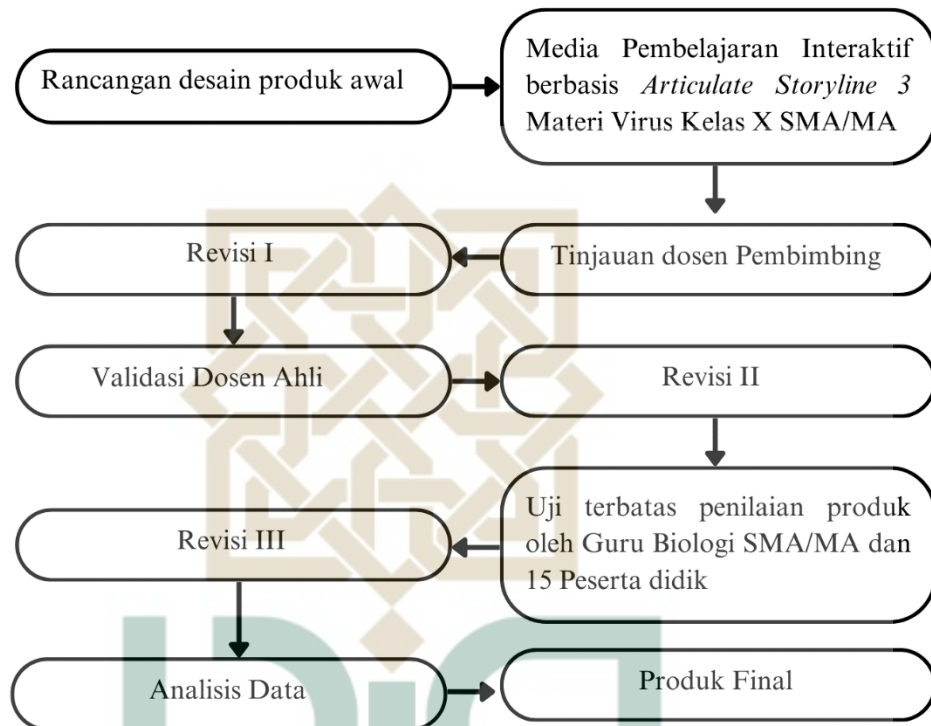 Rancangan desain produk awal
Media Pembelajaran Interaktif
berbasis Articulate Storyline 3
Materi Virus Kelas X SMA/MA
Tinjauan dosen Pembimbing
Revisi I
Validasi Dosen Ahli
Revisi II
Uji terbatas penilaian produk
oleh Guru Biologi SMA/MA dan
15 Peserta didik
Revisi III
Analisis Data
Produk Final